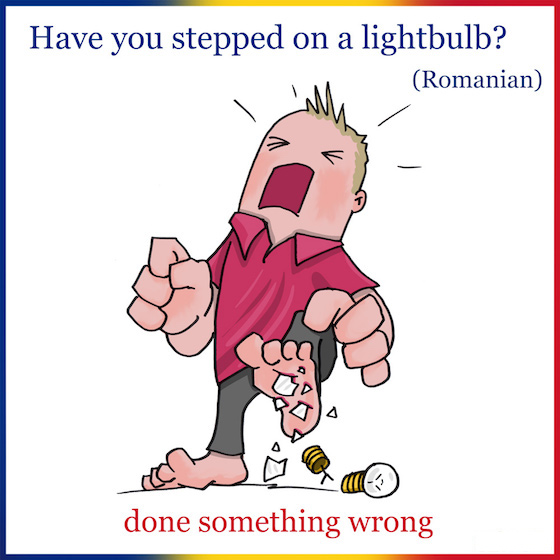 Have you stepped on a lightbulb?
(Romanian)
done something wrong